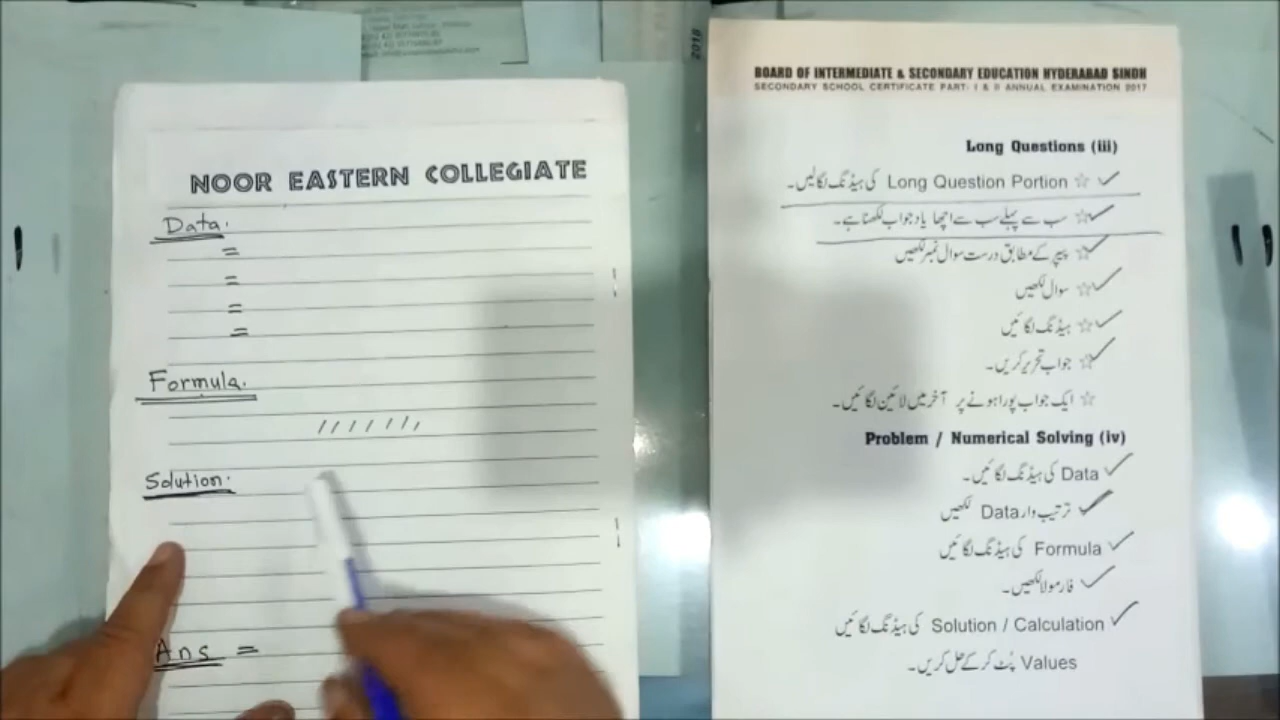 NOOR EASTERN COLLEGIATE
Data.
=
=
=
=
Formula.
Solution.
Ans =
2018
BOARD OF INTERMEDIATE & SECONDARY EDUCATION HYDERABAD SINDH
SECONDARY SCHOOL CERTIFICATE PART- I & II ANNUAL EXAMINATION 2017
Long Questions (iii)
☆ Long Question Portion کی ہیڈنگ لگالیں۔
☆ سب سے پہلے سب سے اچھا یاد جواب لکھنا ہے۔
☆ پیپر کے مطابق درست سوال نمبر لکھیں
☆ سوال لکھیں
☆ ہیڈنگ لگائیں
☆ جواب تحریر کریں۔
☆ ایک جواب پورا ہونے پر آخر میں لائین لگائیں۔
Problem / Numerical Solving (iv)
Data کی ہیڈنگ لگائیں۔
ترتیب وار Data لکھیں
Formula کی ہیڈنگ لگائیں
فارمولا لکھیں۔
Solution / Calculation کی ہیڈنگ لگائیں
Values پُٹ کر کے حل کریں۔